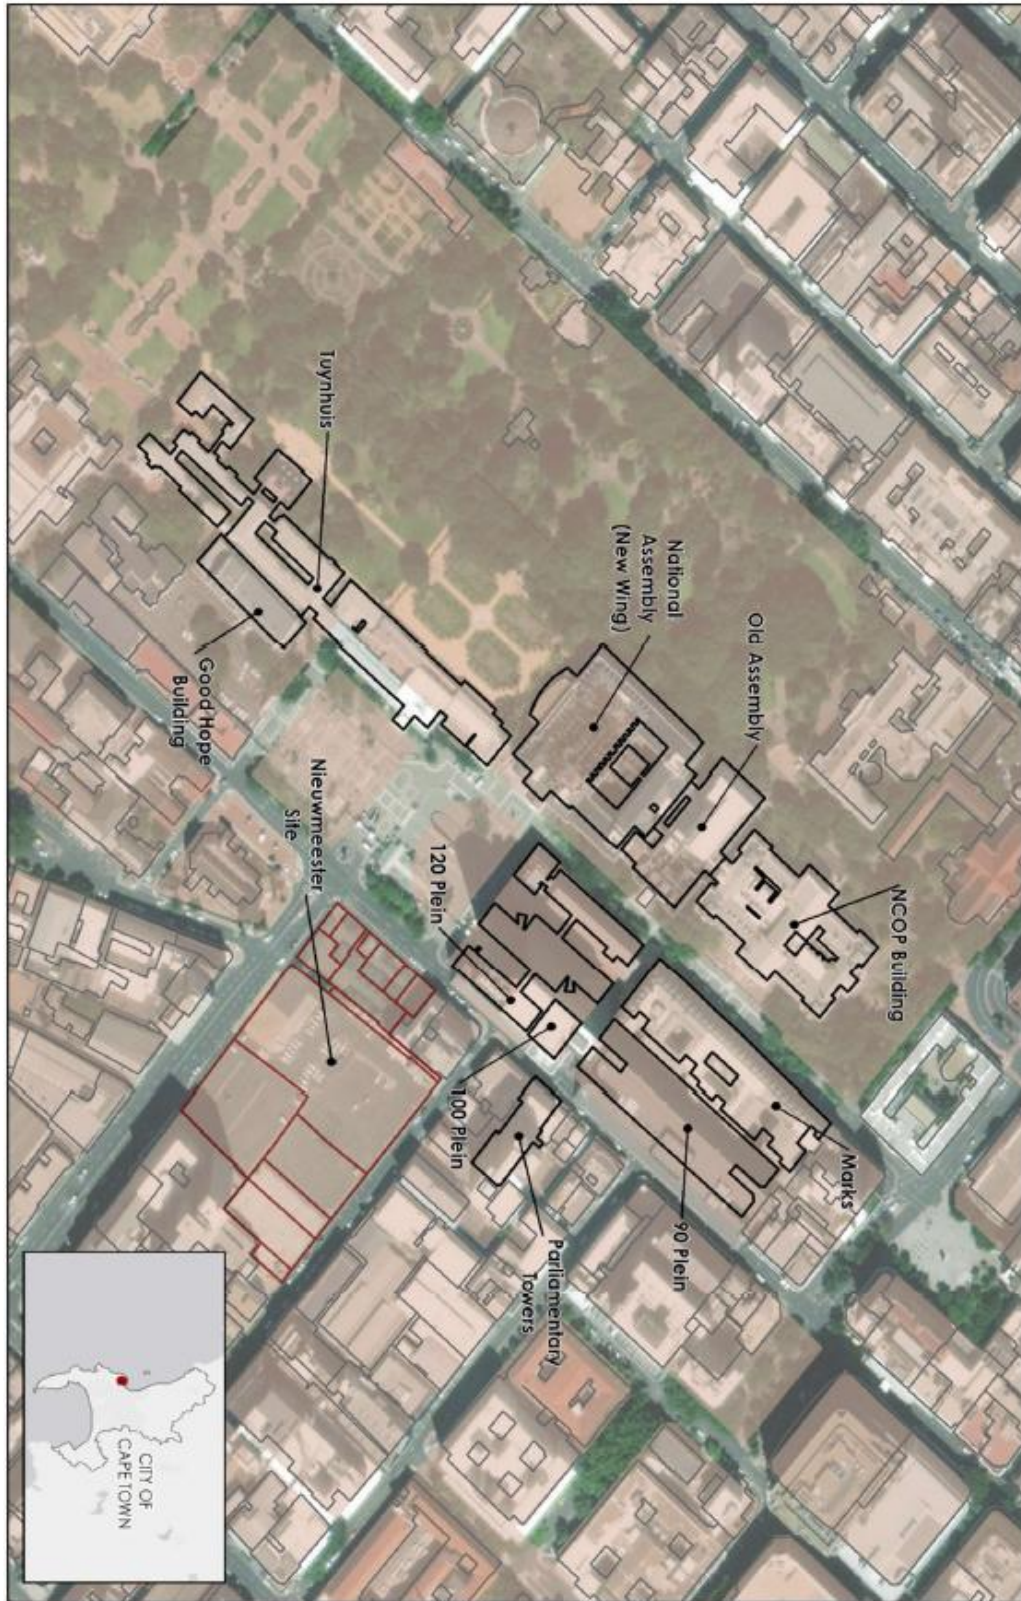 NCOP Building
Old Assembly
National
Assembly
(New Wing)
Tuynhuis
Marks
90 Plein
Parliamentary
Towers
100 Plein
120 Plein
Nieuwmeester
Site
Good Hope
Building
CITY OF
CAPE TOWN